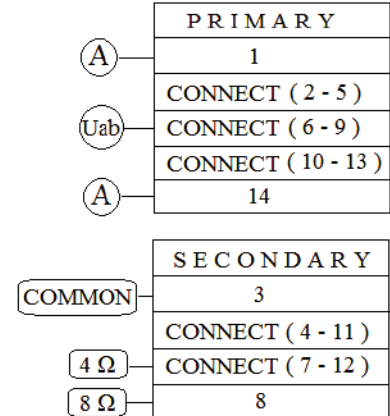 PRIMARY
A 1
CONNECT ( 2 - 5 )
Uab CONNECT ( 6 - 9 )
CONNECT ( 10 - 13 )
A 14
SECONDARY
COMMON 3
CONNECT ( 4 - 11 )
4 Ω CONNECT ( 7 - 12 )
8 Ω 8